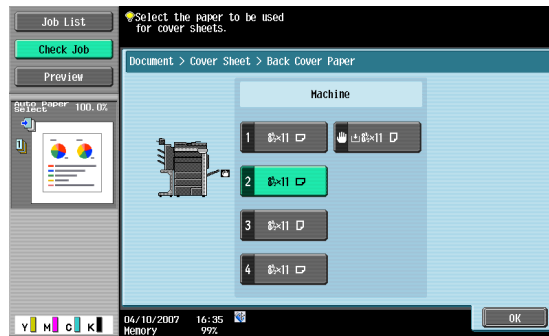 Job List
Check Job
Preview
Auto Paper
Select 100.0%
Select the paper to be used
for cover sheets.
Document > Cover Sheet > Back Cover Paper
Machine
1 8½×11
8½×11
2 8½×11
3 8½×11
4 8½×11
Y M C K
04/10/2007 16:35
Memory 99%
OK